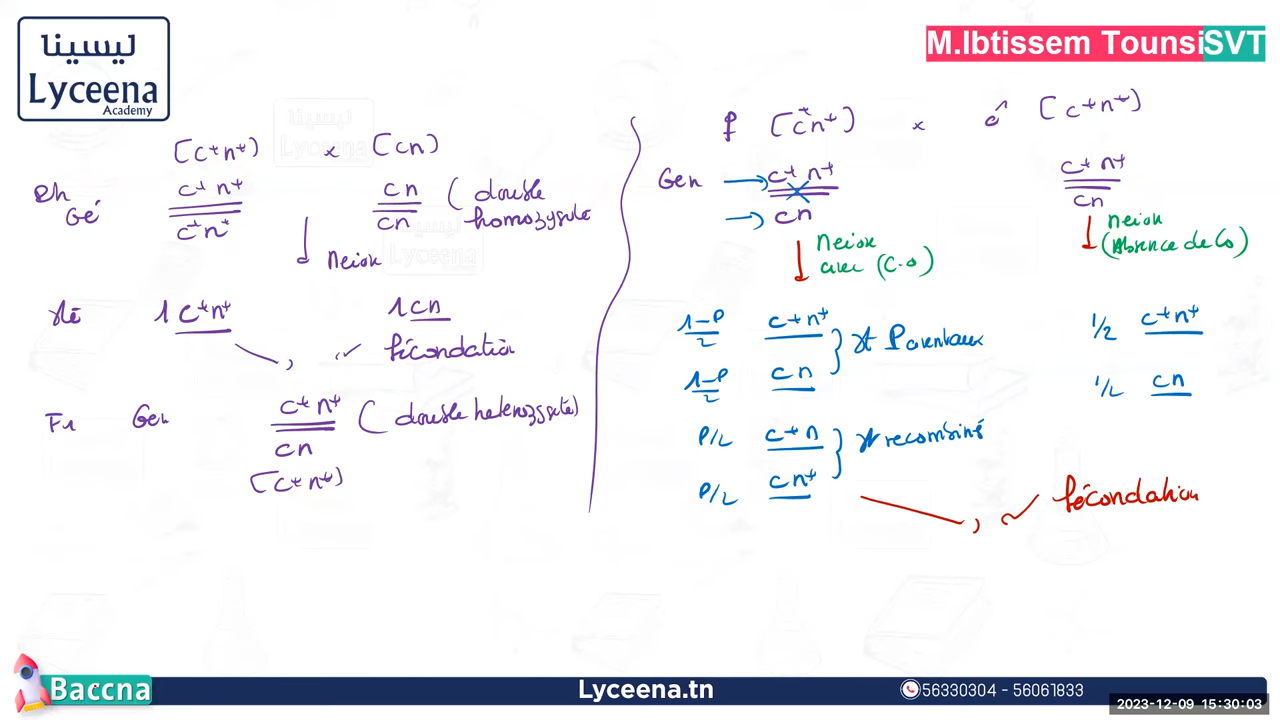 ليسينا
Lyceena
Academy
M.Ibtissem Tounsi SVT
[c+n+) x [cn)
Ph
Gé
c+ n+
c+ n+
cn
cn
(double
homozygote
Meiose
1 c+n+
1 cn
fécondation
F1 Gen
c+ n+
cn
(double heterozygote)
[c+ n+)
f [c+n+) x ♂ [c+n+)
Gen
c+ n+
cn
c+ n+
cn
Meiose
avec (C.O)
Meiose
(Absence de Co)
1-P/2 c+n+
1-P/2 cn
Parentaux
P/2 c+n
P/2 cn+
recombiné
1/2 c+n+
1/2 cn
fécondation
Baccna
Lyceena.tn
56330304 - 56061833
2023-12-09 15:30:03